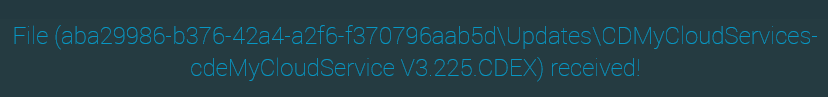 File (aba29986-b376-42a4-a2f6-f370796aab5d\Updates\CDMyCloudServices-
cdeMyCloudService V3.225.CDEX) received!